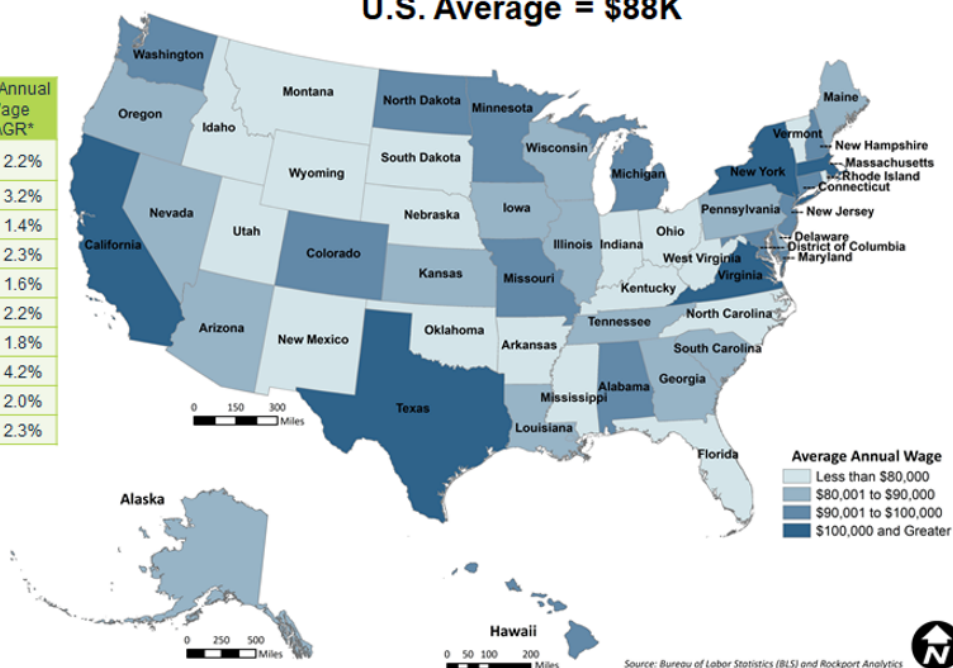 U.S. Average = $88K
Annual
AGR*
2.2%
3.2%
1.4%
2.3%
1.6%
2.2%
1.8%
4.2%
2.0%
2.3%
Washington
Oregon
Idaho
Montana
North Dakota
Minnesota
Wisconsin
Michigan
Maine
Vermont
New Hampshire
Massachusetts
Rhode Island
Connecticut
New York
Pennsylvania
New Jersey
Delaware
District of Columbia
Maryland
Wyoming
South Dakota
Nebraska
Iowa
Nevada
Utah
Colorado
Kansas
Missouri
Illinois
Indiana
Ohio
West Virginia
Virginia
Kentucky
California
Arizona
New Mexico
Oklahoma
Arkansas
Tennessee
North Carolina
South Carolina
Texas
Louisiana
Mississippi
Alabama
Georgia
Florida
0 150 300
Miles
Average Annual Wage
Less than $80,000
$80,001 to $90,000
$90,001 to $100,000
$100,000 and Greater
Alaska
0 250 500
Miles
Hawaii
0 50 100 200
Miles
N
Source: Bureau of Labor Statistics (BLS) and Rockport Analytics